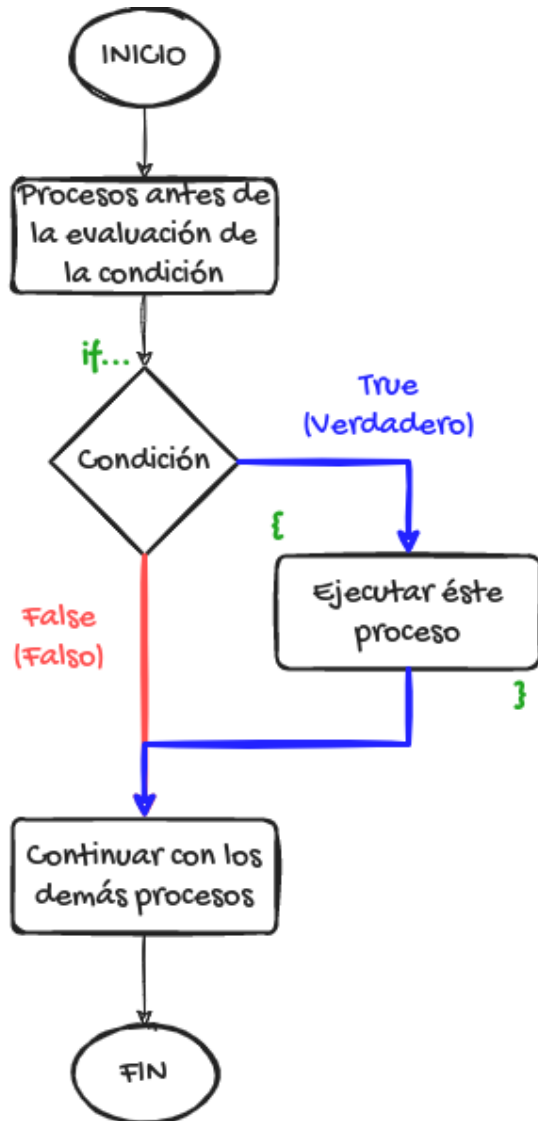 INICIO
Procesos antes de
la evaluación de
la condición
if...
True
(Verdadero)
Condición
{
Ejecutar éste
proceso
False
(Falso)
}
Continuar con los
demás procesos
FIN